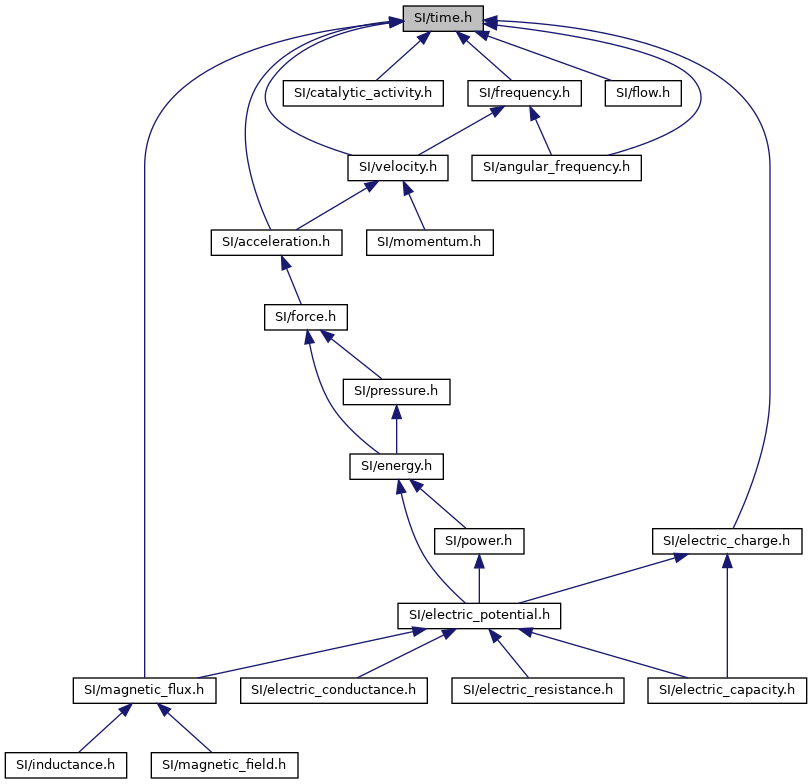 SI/time.h
SI/catalytic_activity.h
SI/frequency.h
SI/flow.h
SI/velocity.h
SI/angular_frequency.h
SI/acceleration.h
SI/momentum.h
SI/force.h
SI/pressure.h
SI/energy.h
SI/power.h
SI/electric_charge.h
SI/electric_potential.h
SI/magnetic_flux.h
SI/electric_conductance.h
SI/electric_resistance.h
SI/electric_capacity.h
SI/inductance.h
SI/magnetic_field.h